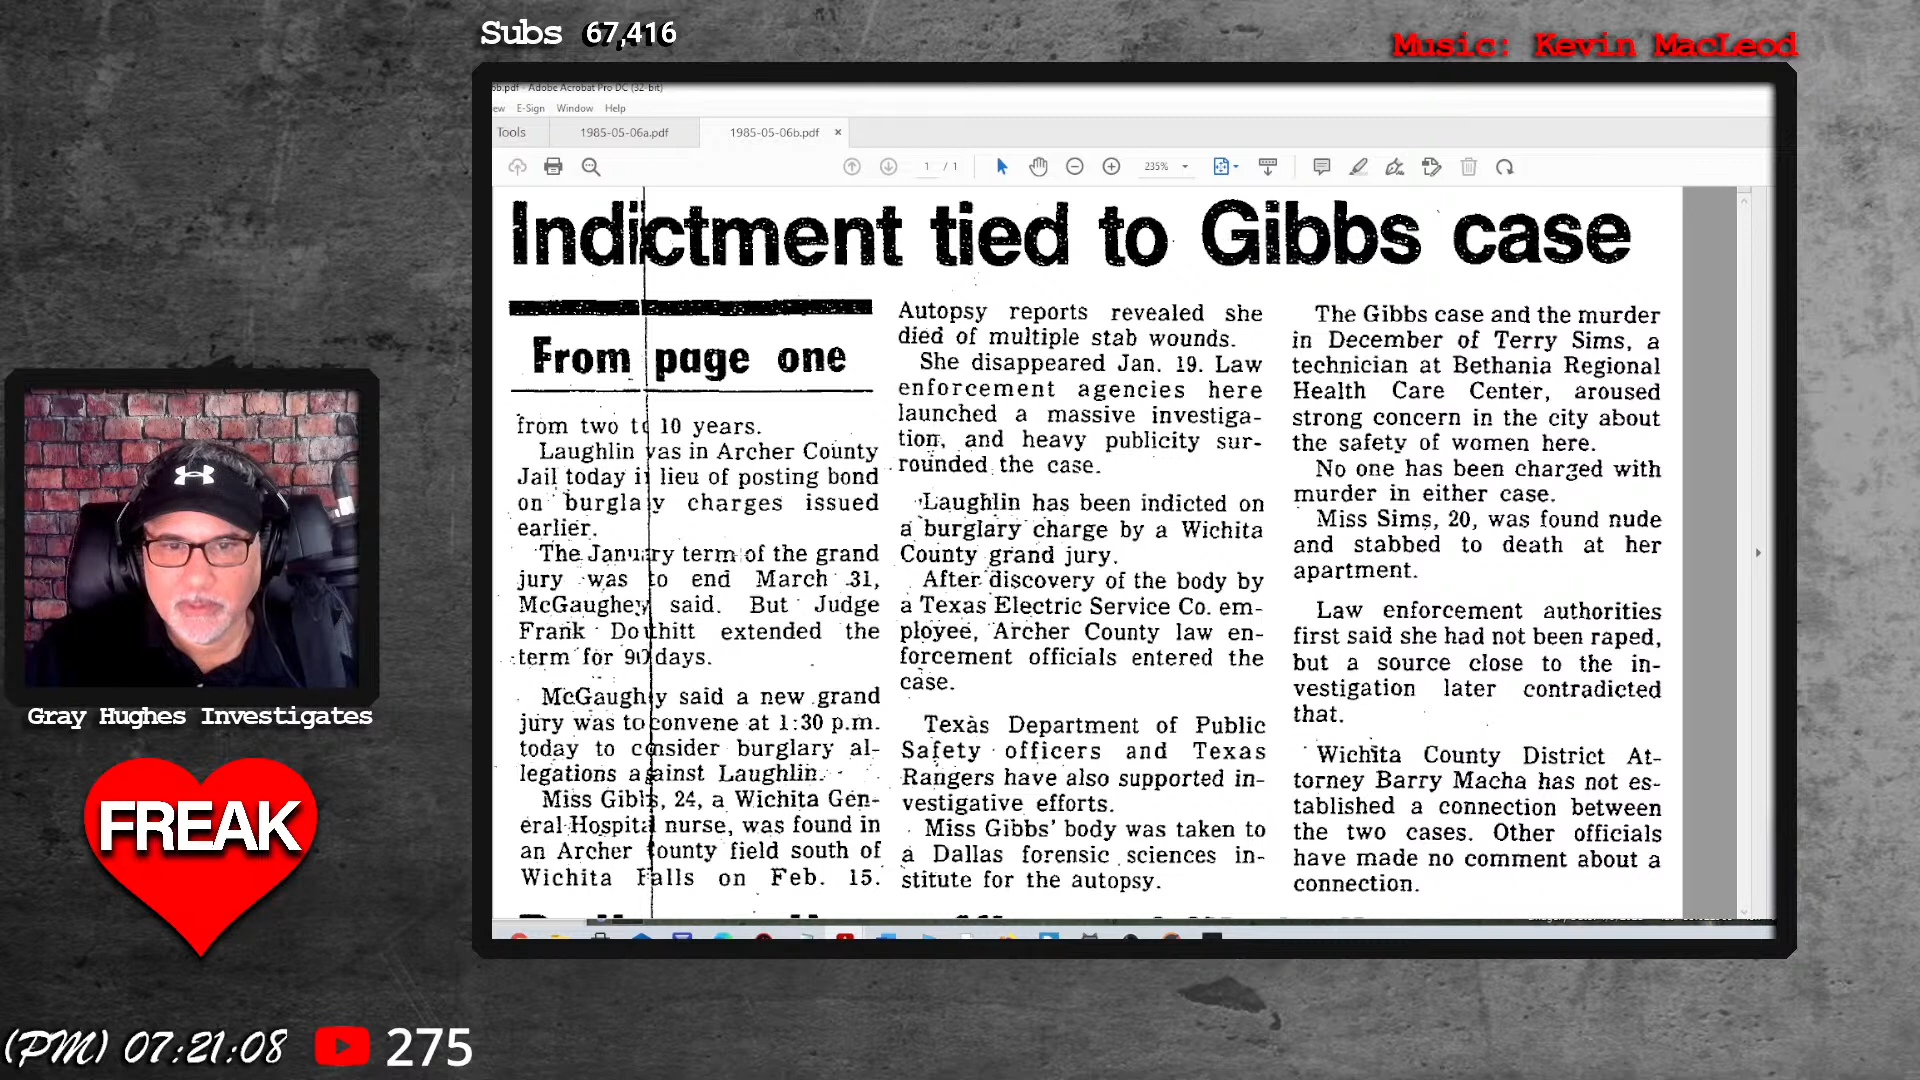 Subs 67,416
Music: Kevin MacLeod
bb.pdf - Adobe Acrobat Pro DC (32-bit)
ew E-Sign Window Help
Tools 1985-05-06a.pdf 1985-05-06b.pdf ×
1 / 1 235%
Indictment tied to Gibbs case
From page one
from two to 10 years.
Laughlin was in Archer County
Jail today in lieu of posting bond
on burglary charges issued
earlier.
The January term of the grand
jury was to end March 31,
McGaughey said. But Judge
Frank Douthitt extended the
term for 90 days.
McGaughey said a new grand
jury was to convene at 1:30 p.m.
today to consider burglary al-
legations against Laughlin.
Miss Gibbs, 24, a Wichita Gen-
eral Hospital nurse, was found in
an Archer County field south of
Wichita Falls on Feb. 15.
Autopsy reports revealed she
died of multiple stab wounds.
She disappeared Jan. 19. Law
enforcement agencies here
launched a massive investiga-
tion, and heavy publicity sur-
rounded the case.
Laughlin has been indicted on
a burglary charge by a Wichita
County grand jury.
After discovery of the body by
a Texas Electric Service Co. em-
ployee, Archer County law en-
forcement officials entered the
case.
Texas Department of Public
Safety officers and Texas
Rangers have also supported in-
vestigative efforts.
Miss Gibbs' body was taken to
a Dallas forensic sciences in-
stitute for the autopsy.
The Gibbs case and the murder
in December of Terry Sims, a
technician at Bethania Regional
Health Care Center, aroused
strong concern in the city about
the safety of women here.
No one has been charged with
murder in either case.
Miss Sims, 20, was found nude
and stabbed to death at her
apartment.
Law enforcement authorities
first said she had not been raped,
but a source close to the in-
vestigation later contradicted
that.
Wichita County District At-
torney Barry Macha has not es-
tablished a connection between
the two cases. Other officials
have made no comment about a
connection.
Gray Hughes Investigates
FREAK
(PM) 07:21:08 275